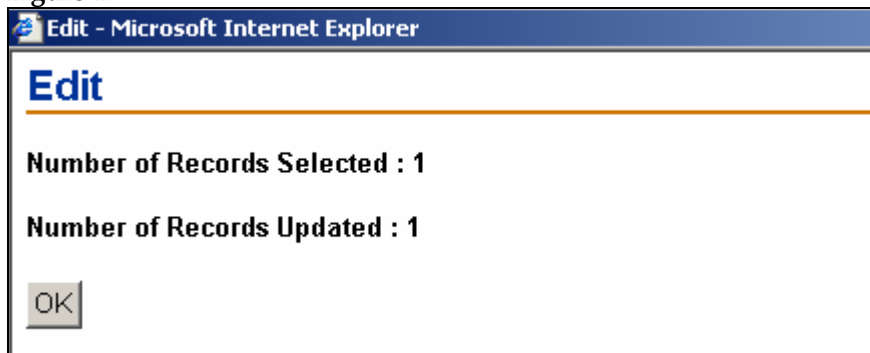 Edit - Microsoft Internet Explorer
Edit
Number of Records Selected : 1
Number of Records Updated : 1
OK